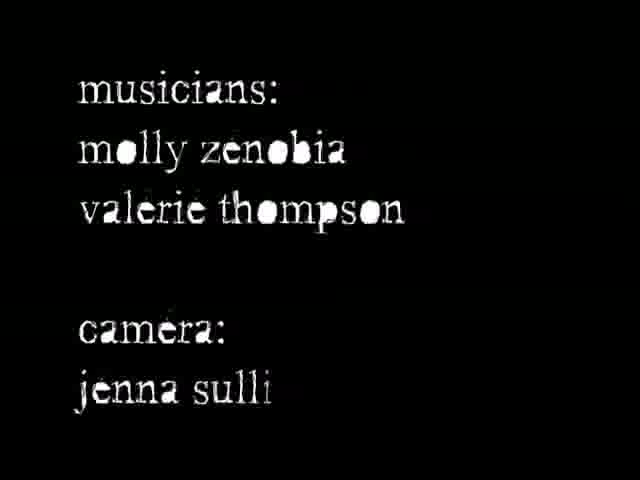 musicians:
molly zenobia
valerie thompson
camera:
jenna sulli